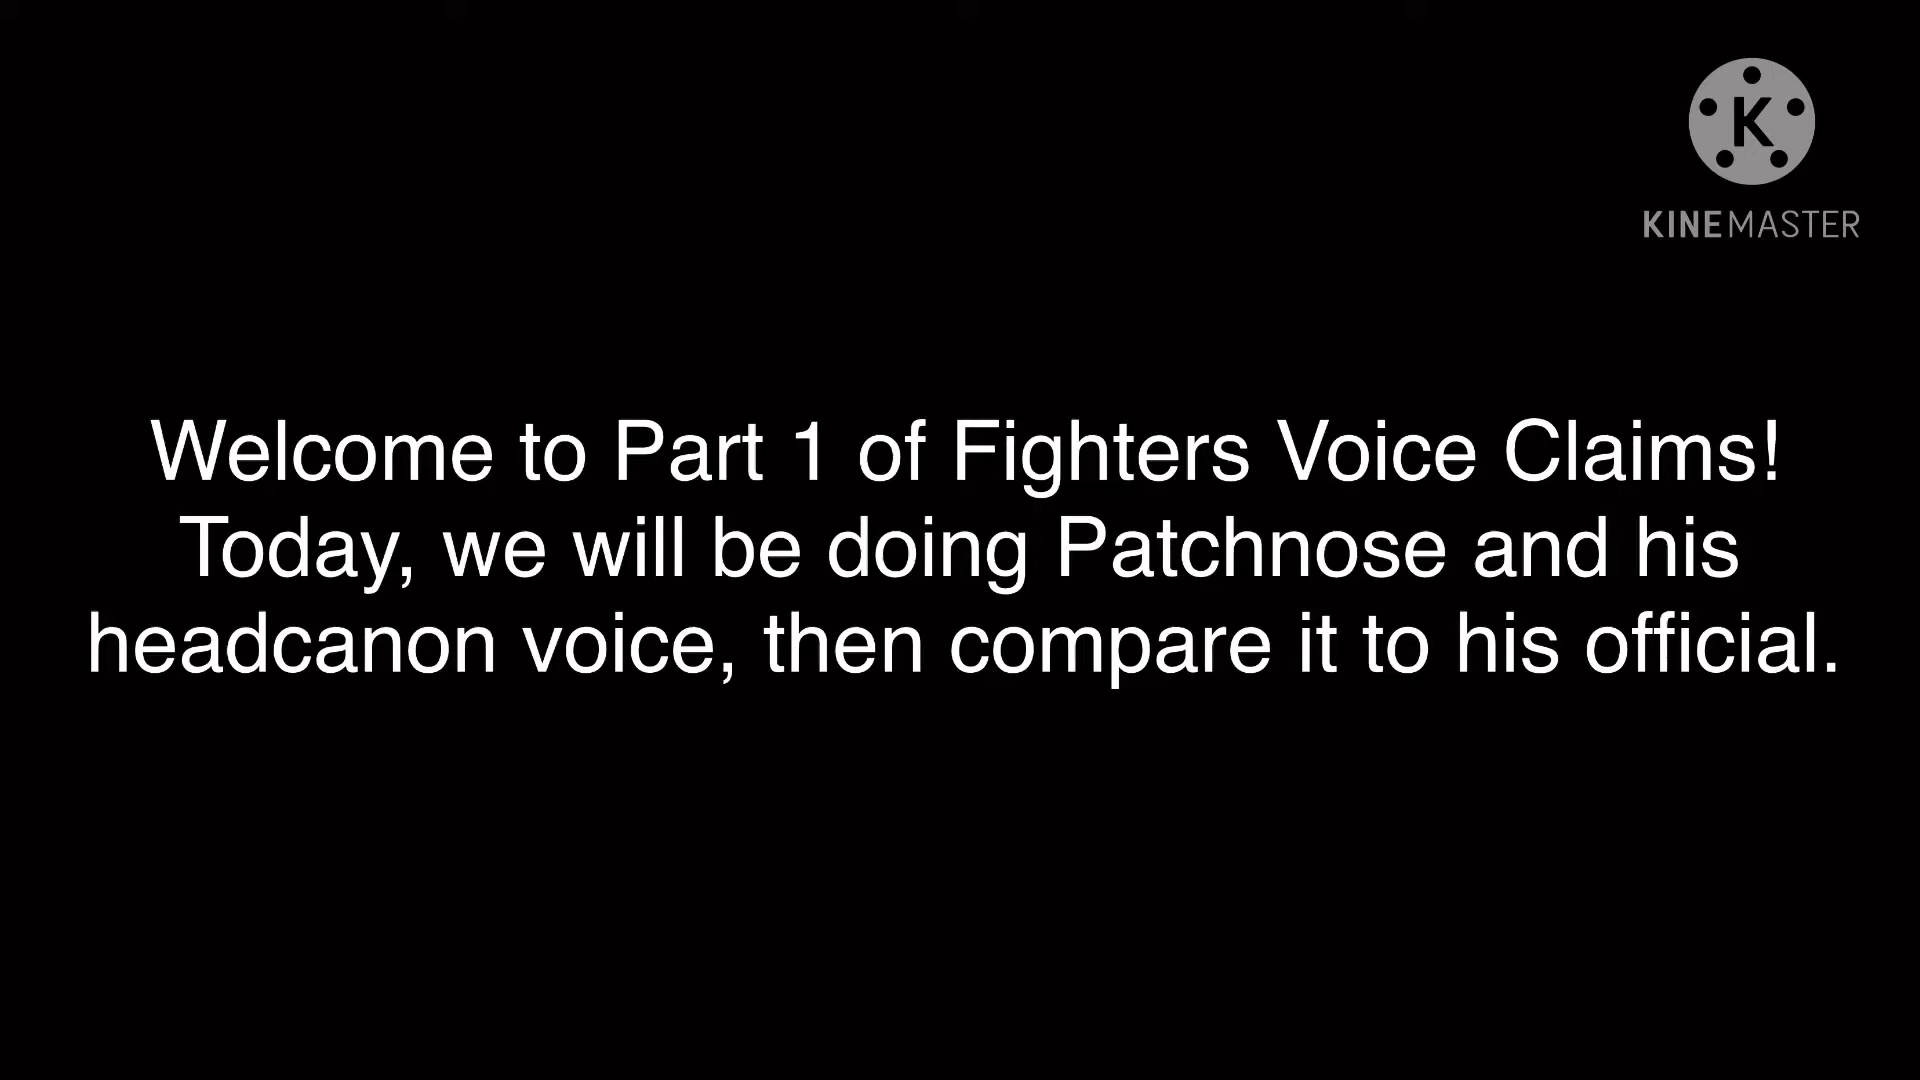 K
KINEMASTER
Welcome to Part 1 of Fighters Voice Claims!
Today, we will be doing Patchnose and his
headcanon voice, then compare it to his official.